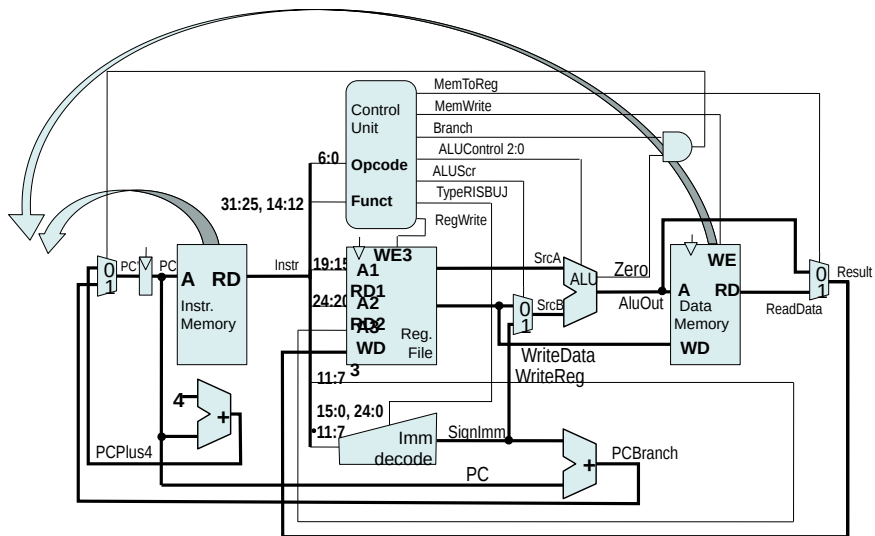 MemToReg
MemWrite
Branch
ALUControl 2:0
ALUScr
TypeRISBUJ
RegWrite
Control
Unit
Opcode
Funct
6:0
31:25, 14:12
0
1
PC'
PC
A RD
Instr.
Memory
Instr
19:15
24:20
A1
WE3
RD1
A2
RD2
A3
WD
3
Reg.
File
SrcA
SrcB
0
1
ALU
Zero
AluOut
WE
A RD
Data
Memory
WD
ReadData
0
1
Result
WriteData
WriteReg
11:7
15:0, 24:0
•11:7
Imm
decode
SignImm
4
+
PCPlus4
PC
+
PCBranch